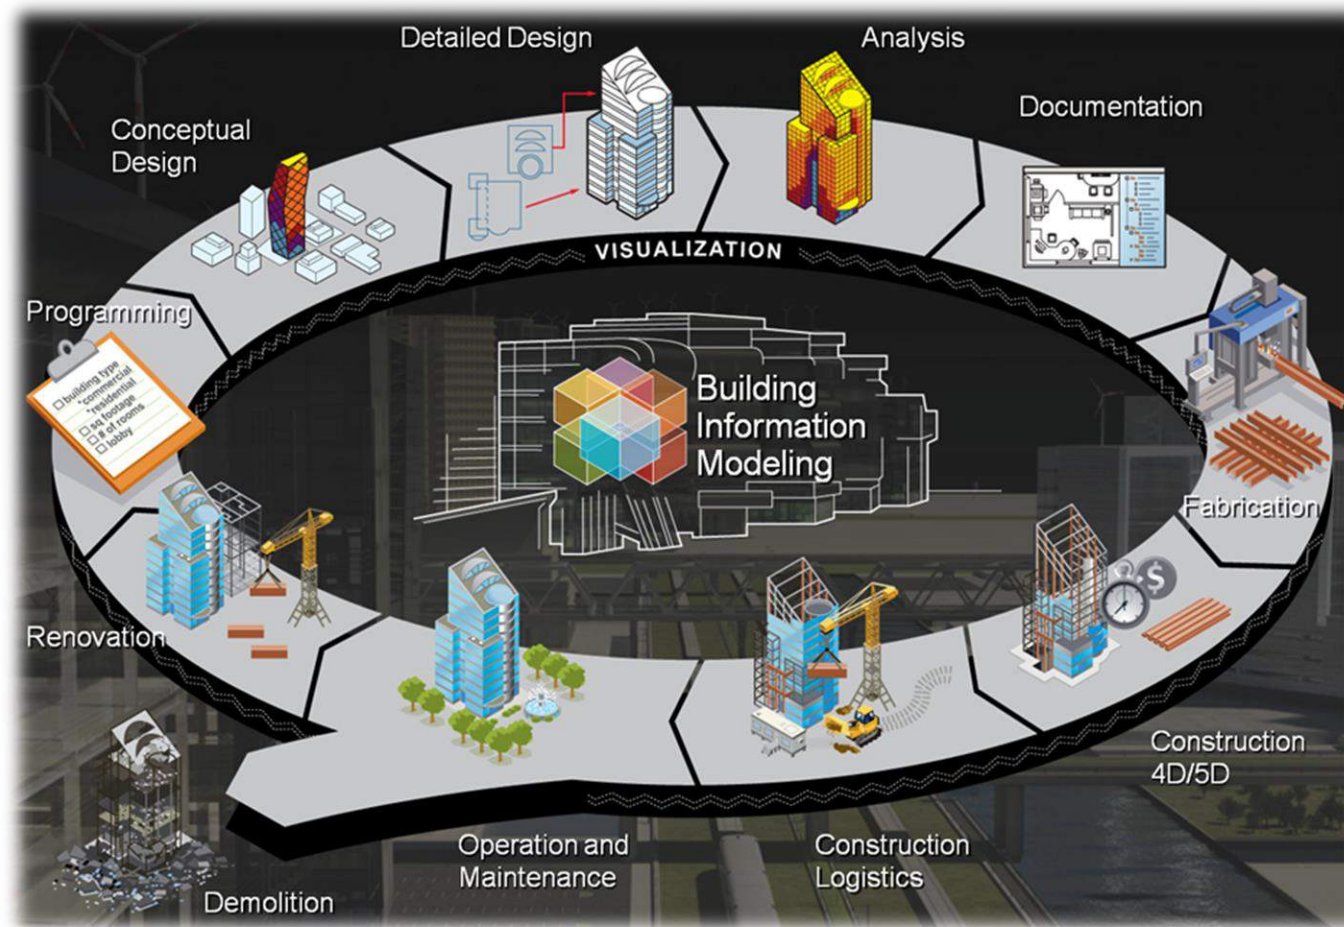 Detailed Design
Analysis
Documentation
Conceptual
Design
VISUALIZATION
Programming
building type
*commercial
*residential
sq footage
# of rooms
lobby
Building
Information
Modeling
Fabrication
$
Renovation
Construction
4D/5D
Operation and
Maintenance
Construction
Logistics
Demolition